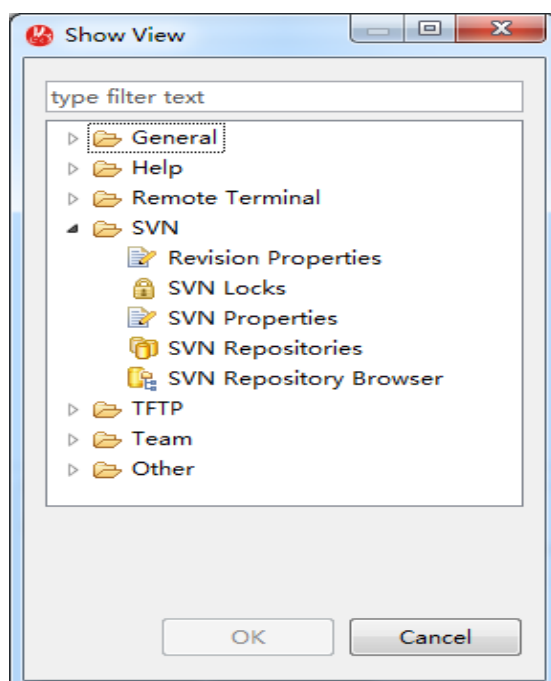 Show View
type filter text
General
Help
Remote Terminal
SVN
Revision Properties
SVN Locks
SVN Properties
SVN Repositories
SVN Repository Browser
TFTP
Team
Other
OK Cancel